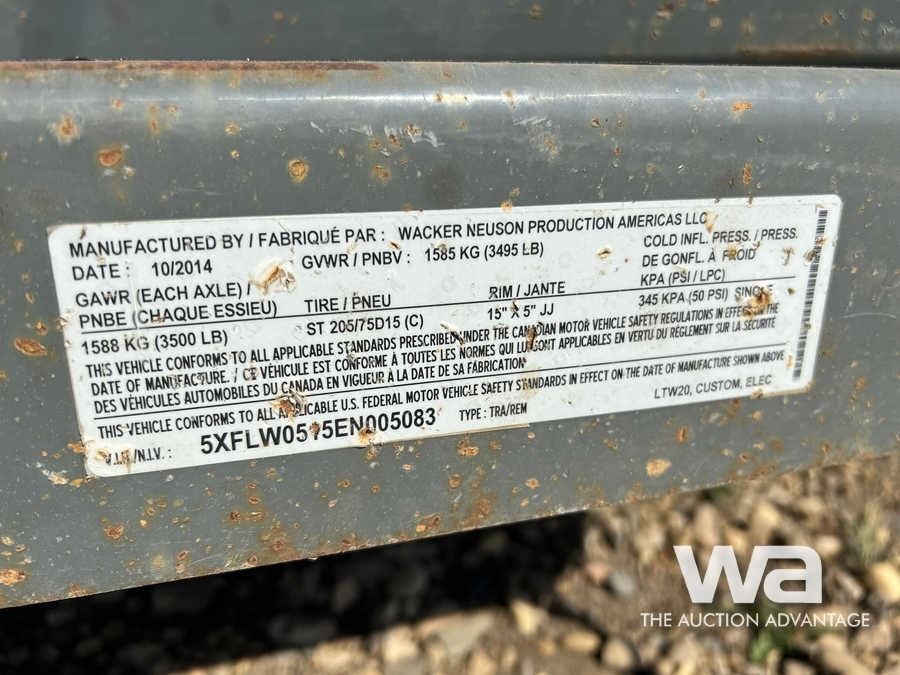 MANUFACTURED BY / FABRIQUÉ PAR : WACKER NEUSON PRODUCTION AMERICAS LLC
DATE : 10/2014 GVWR / PNBV : 1585 KG (3495 LB) COLD INFL. PRESS. / PRESS.
DE GONFL. À FROID
GAWR (EACH AXLE) / TIRE / PNEU RIM / JANTE KPA (PSI / LPC)
PNBE (CHAQUE ESSIEU) ST 205/75D15 (C) 15" X 5" JJ 345 KPA (50 PSI) SINGLE
1588 KG (3500 LB)
THIS VEHICLE CONFORMS TO ALL APPLICABLE STANDARDS PRESCRIBED UNDER THE CANADIAN MOTOR VEHICLE SAFETY REGULATIONS IN EFFECT ON THE
DATE OF MANUFACTURE. / CE VÉHICULE EST CONFORME À TOUTES LES NORMES QUI LUI SONT APPLICABLES EN VERTU DU RÈGLEMENT SUR LA SÉCURITÉ
DES VÉHICULES AUTOMOBILES DU CANADA EN VIGUEUR À LA DATE DE SA FABRICATION
THIS VEHICLE CONFORMS TO ALL APPLICABLE U.S. FEDERAL MOTOR VEHICLE SAFETY STANDARDS IN EFFECT ON THE DATE OF MANUFACTURE SHOWN ABOVE
V.I.N./N.I.V. : 5XFLW0515EN005083 TYPE : TRA/REM LTW20, CUSTOM, ELEC
wa
THE AUCTION ADVANTAGE